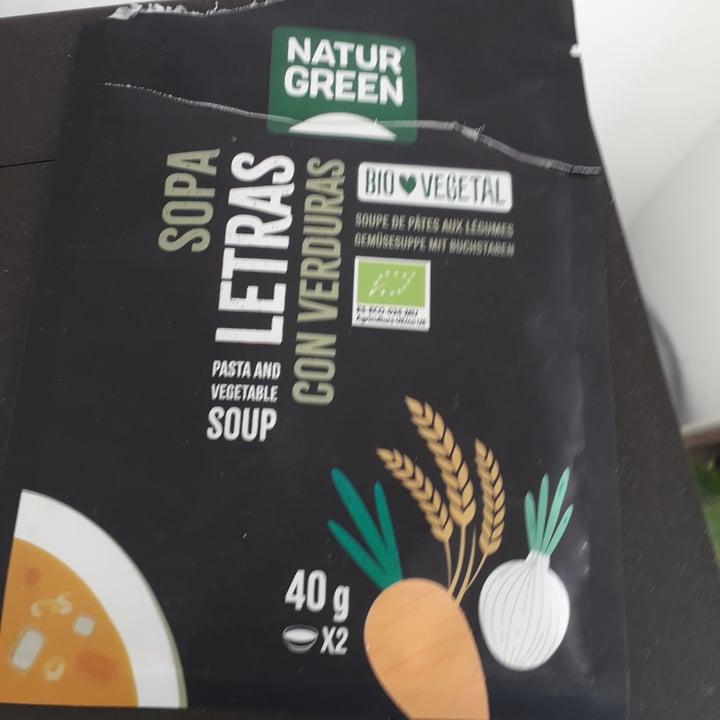 NATUR
GREEN
SOPA
LETRAS
CON VERDURAS
PASTA AND
VEGETABLE
SOUP
BIO VEGETAL
SOUPE DE PÂTES AUX LÉGUMES
GEMÜSESUPPE MIT BUCHSTABEN
40 g
X2